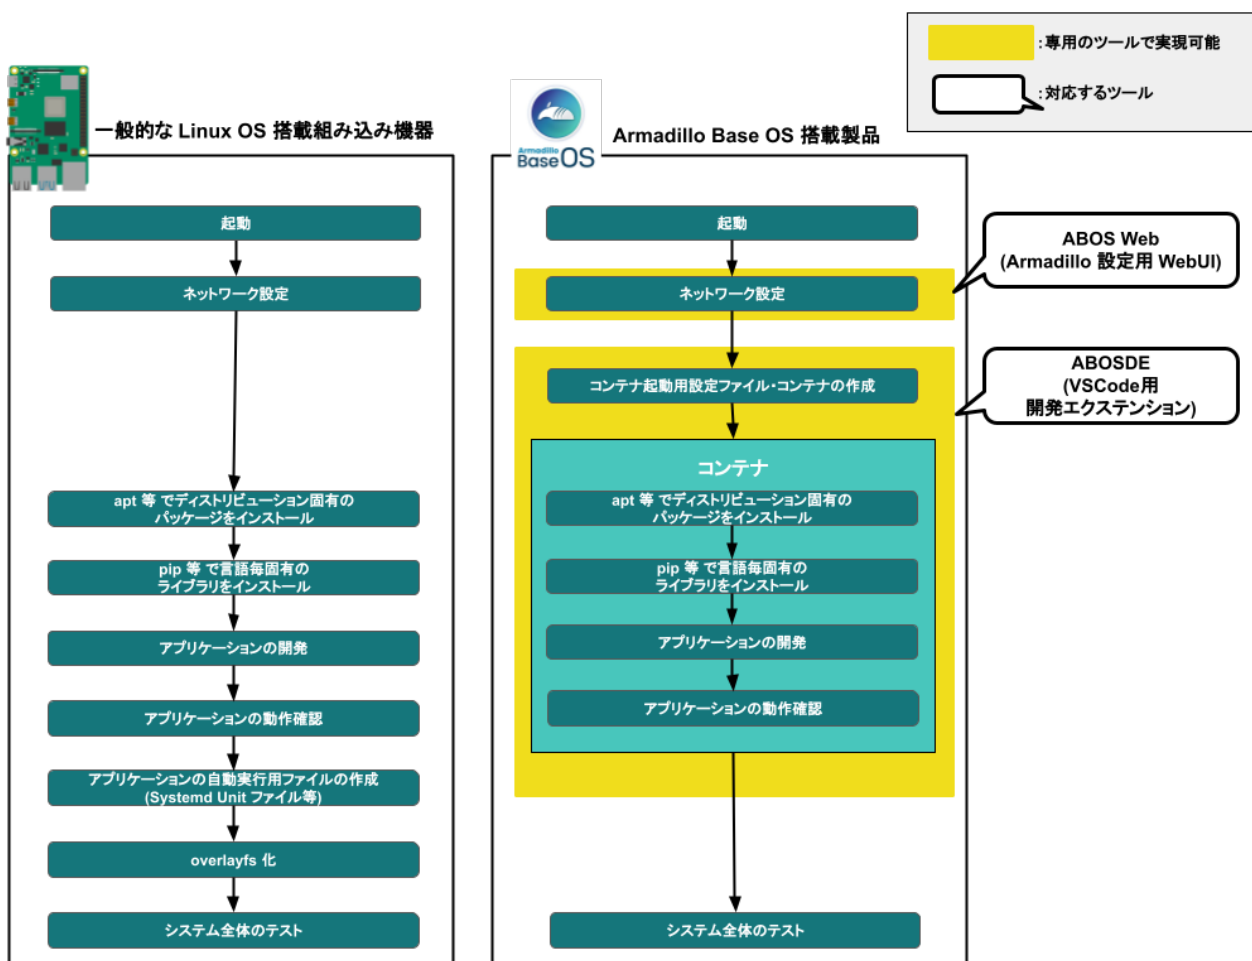 :専用のツールで実現可能
:対応するツール
一般的な Linux OS 搭載組み込み機器
起動
ネットワーク設定
apt 等 でディストリビューション固有の
パッケージをインストール
pip 等 で言語毎固有の
ライブラリをインストール
アプリケーションの開発
アプリケーションの動作確認
アプリケーションの自動実行用ファイルの作成
(Systemd Unit ファイル等)
overlayfs 化
システム全体のテスト
Armadillo
Base OS
Armadillo Base OS 搭載製品
起動
ネットワーク設定
コンテナ起動用設定ファイル・コンテナの作成
コンテナ
apt 等 でディストリビューション固有の
パッケージをインストール
pip 等 で言語毎固有の
ライブラリをインストール
アプリケーションの開発
アプリケーションの動作確認
システム全体のテスト
ABOS Web
(Armadillo 設定用 WebUI)
ABOSDE
(VSCode用
開発エクステンション)